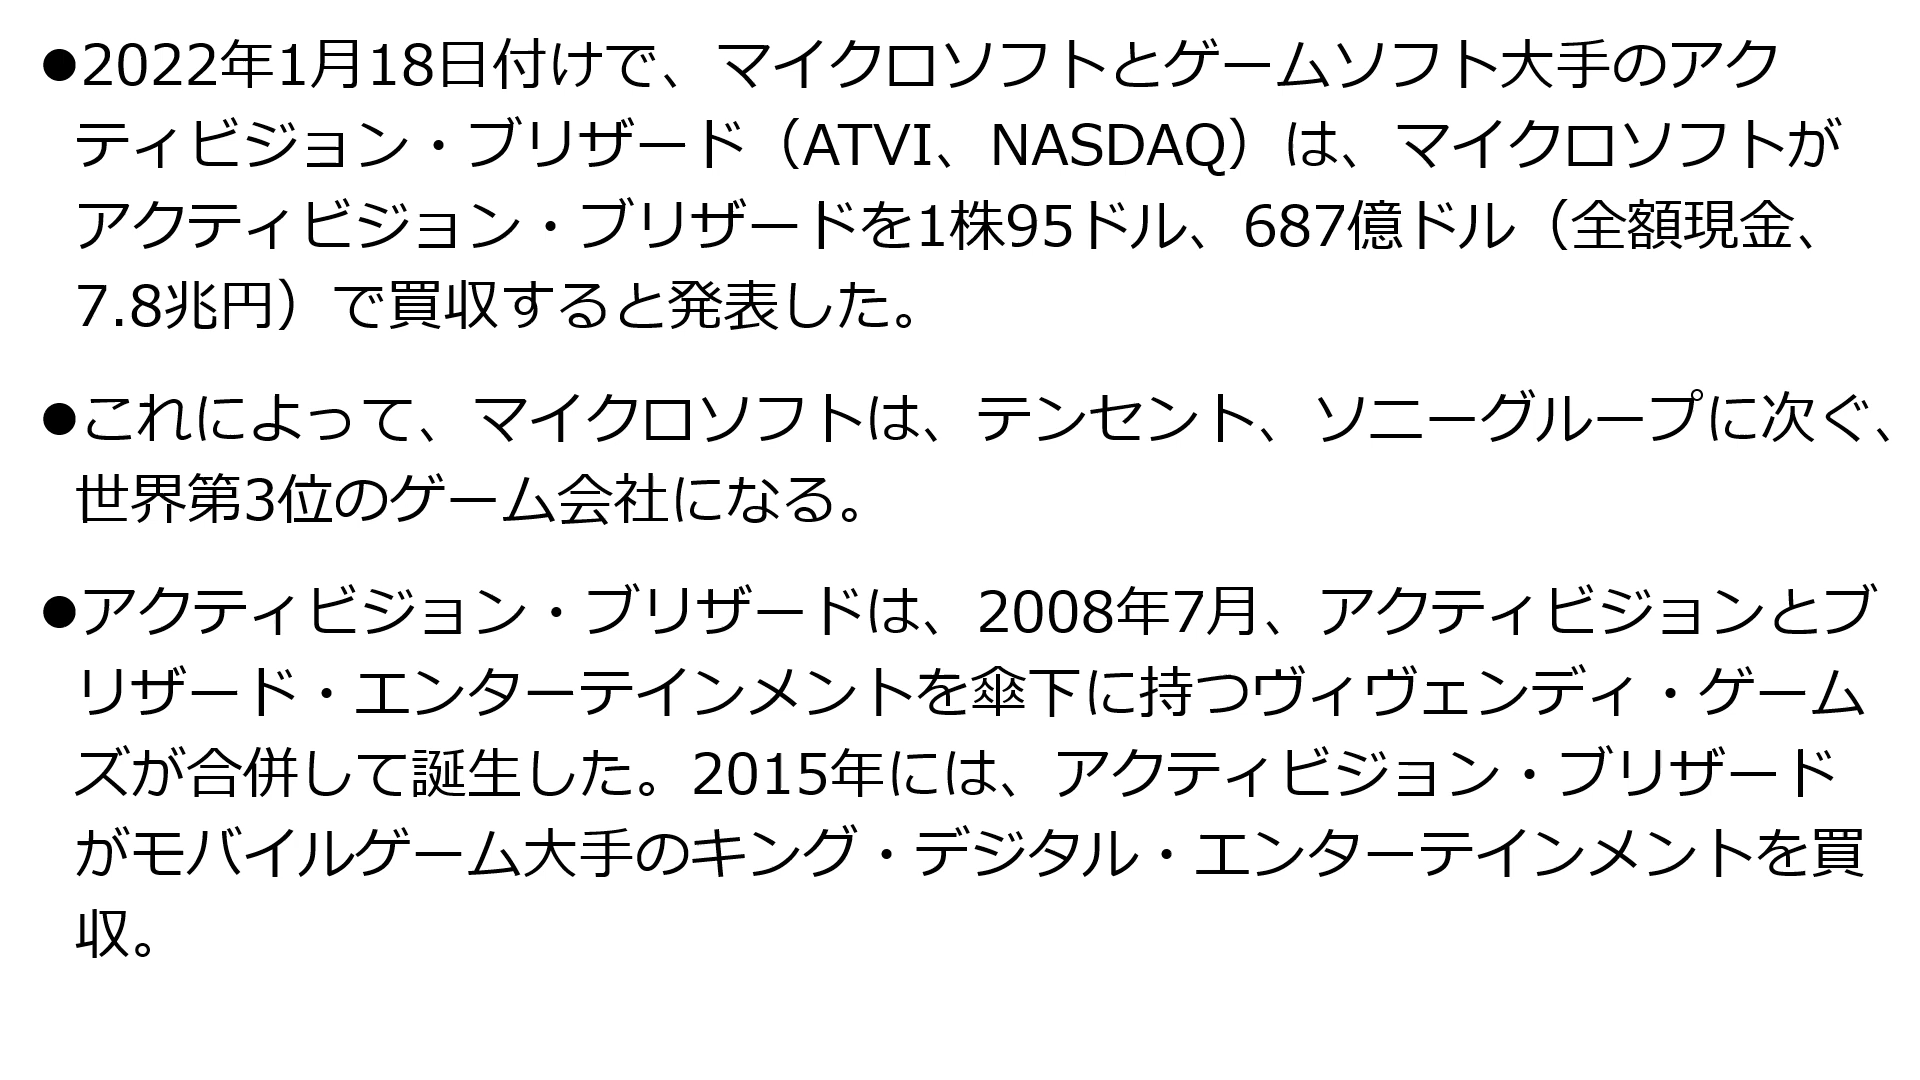 ●2022年1月18日付けで、マイクロソフトとゲームソフト大手のアク
ティビジョン・ブリザード（ATVI、NASDAQ）は、マイクロソフトが
アクティビジョン・ブリザードを1株95ドル、687億ドル（全額現金、
7.8兆円）で買収すると発表した。
●これによって、マイクロソフトは、テンセント、ソニーグループに次ぐ、
世界第3位のゲーム会社になる。
●アクティビジョン・ブリザードは、2008年7月、アクティビジョンとブ
リザード・エンターテインメントを傘下に持つヴィヴェンディ・ゲーム
ズが合併して誕生した。2015年には、アクティビジョン・ブリザード
がモバイルゲーム大手のキング・デジタル・エンターテインメントを買
収。